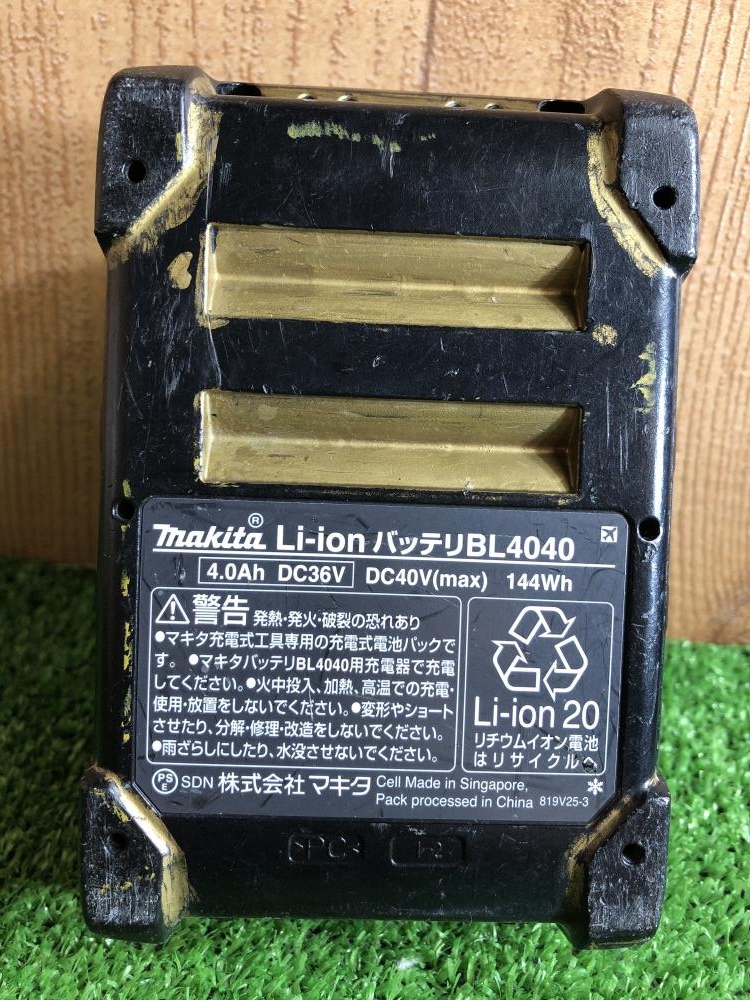 makita® Li-ion バッテリBL4040
4.0Ah DC36V DC40V(max) 144Wh
警告 発熱・発火・破裂の恐れあり
●マキタ充電式工具専用の充電式電池パックで
す。●マキタバッテリBL4040用充電器で充電
してください。●火中投入、加熱、高温での充電・
使用・放置をしないでください。●変形やショート
させたり、分解・修理・改造をしないでください。
●雨ざらしにしたり、水没させないでください。
Li-ion 20
リチウムイオン電池
はリサイクルへ
PSE SDN 株式会社 マキタ
Cell Made in Singapore,
Pack processed in China 819V25-3
>PC<